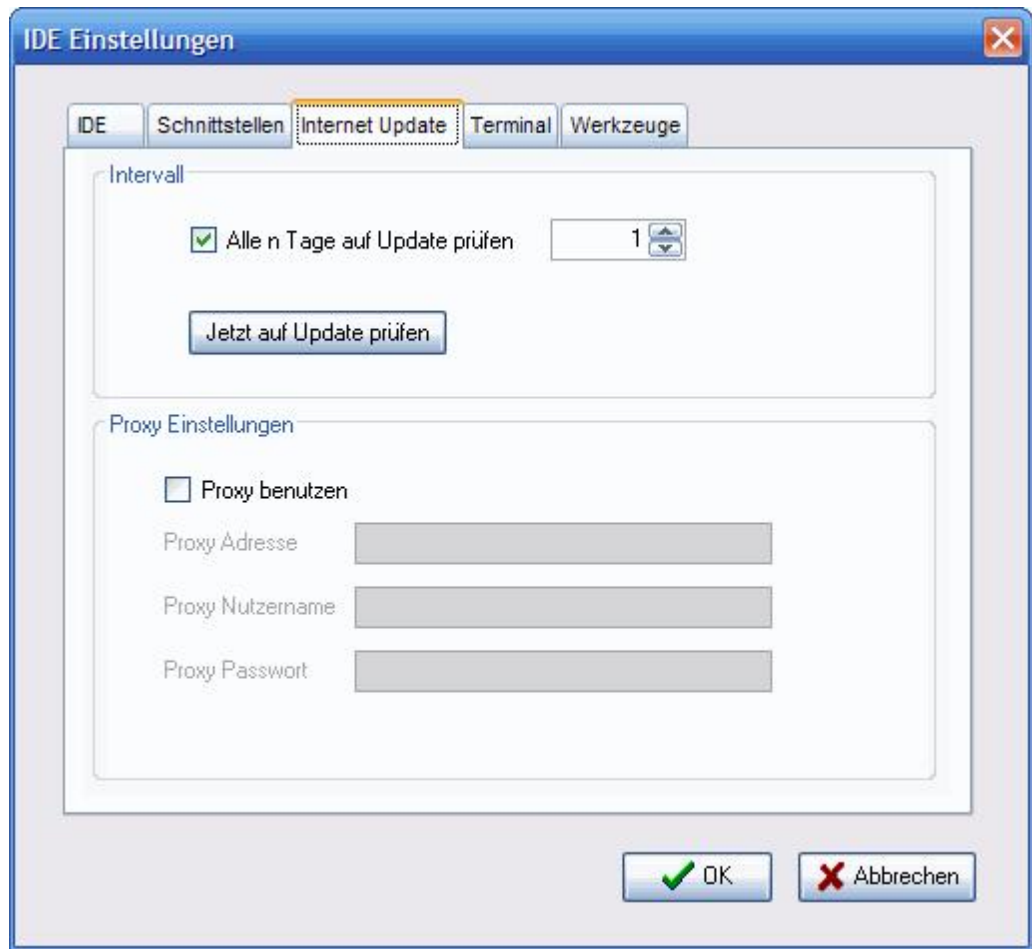 IDE Einstellungen
IDE Schnittstellen Internet Update Terminal Werkzeuge
Intervall
Alle n Tage auf Update prüfen 1
Jetzt auf Update prüfen
Proxy Einstellungen
Proxy benutzen
Proxy Adresse
Proxy Nutzername
Proxy Passwort
OK Abbrechen